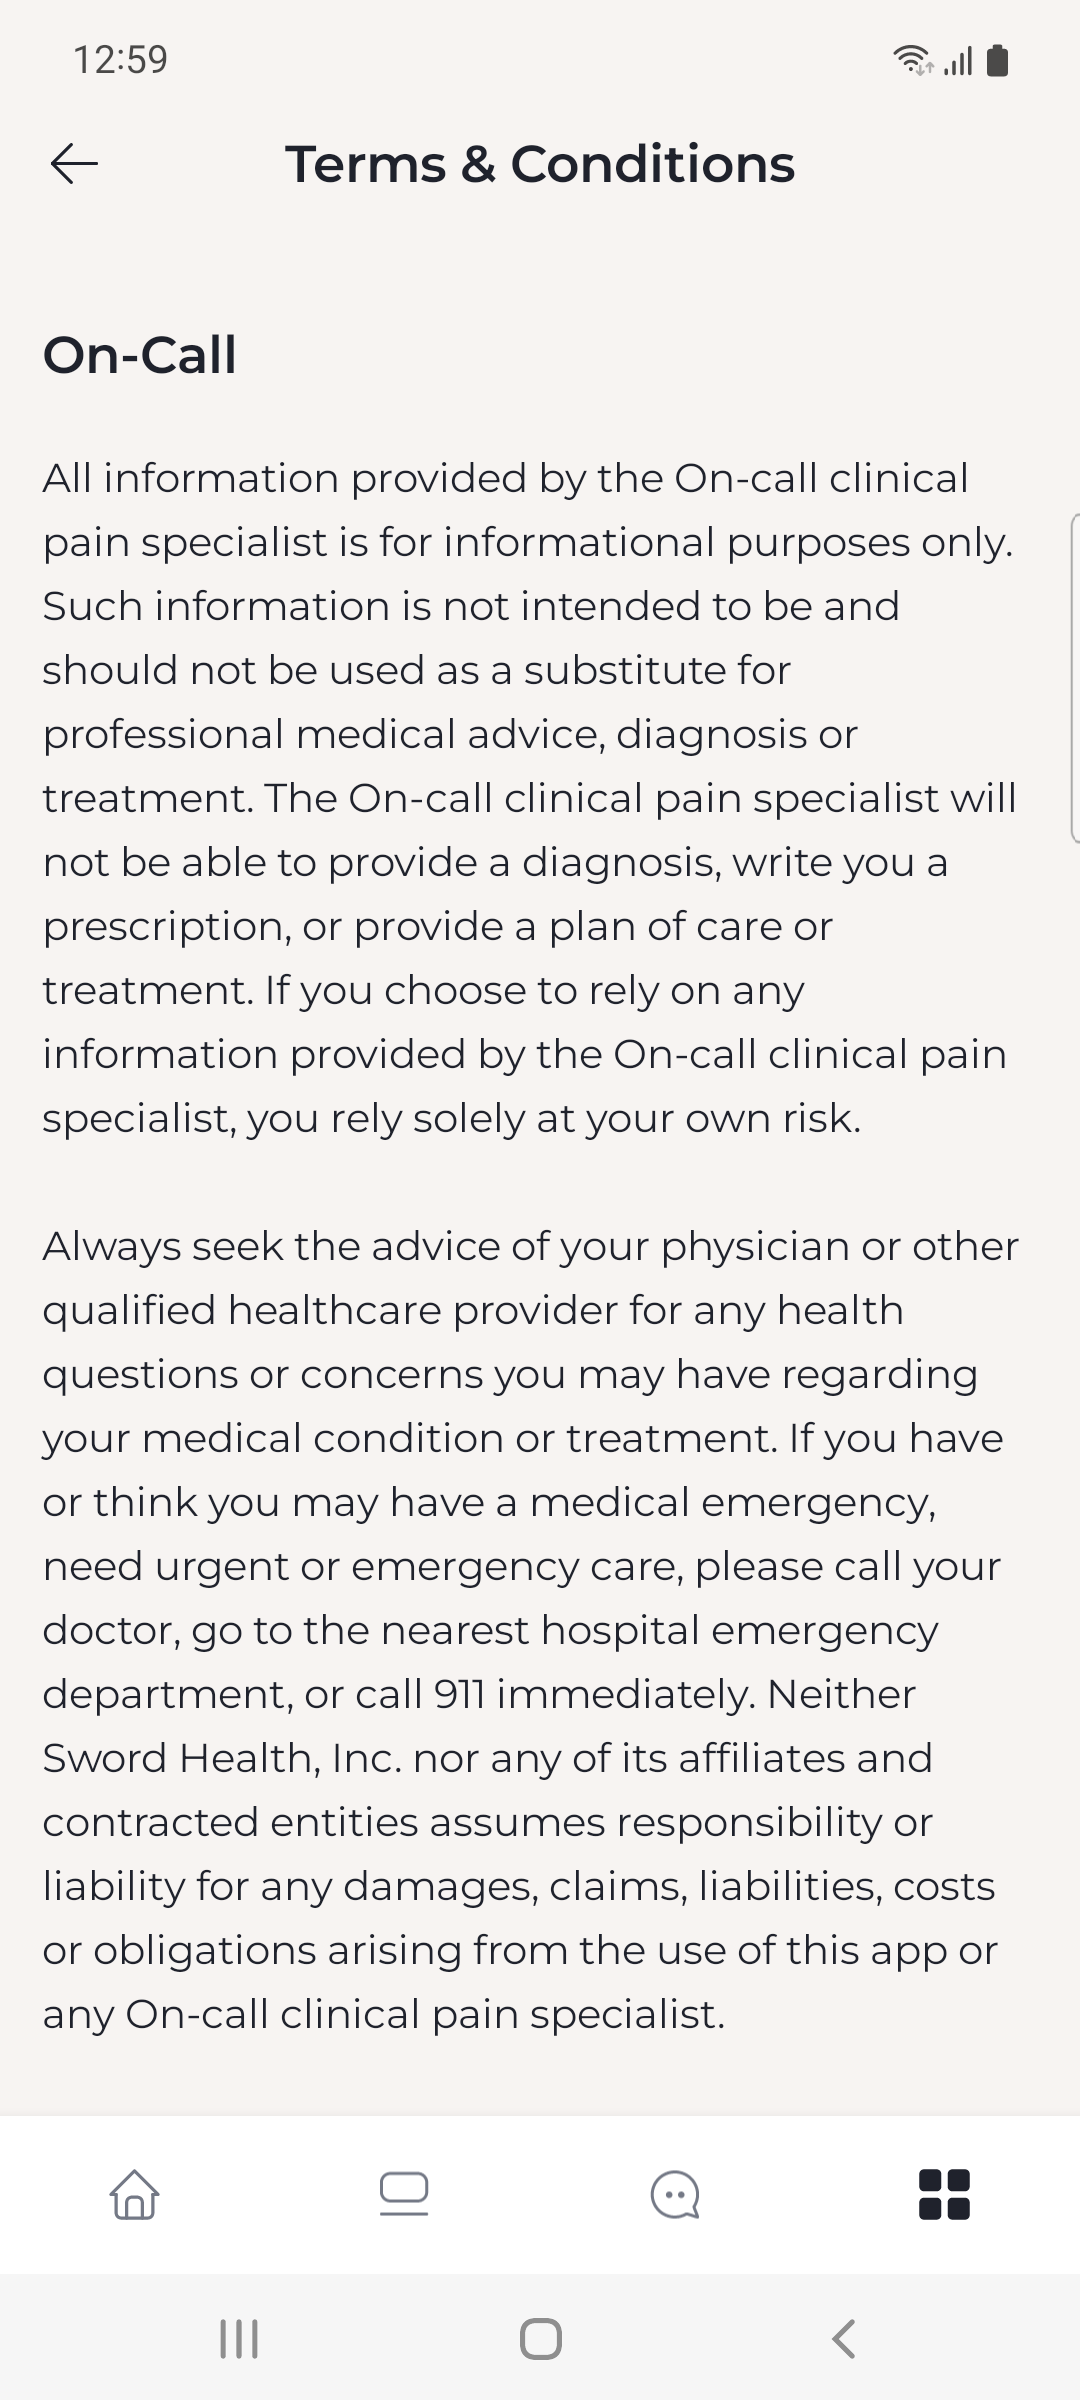 12:59
Terms & Conditions
On-Call
All information provided by the On-call clinical
pain specialist is for informational purposes only.
Such information is not intended to be and
should not be used as a substitute for
professional medical advice, diagnosis or
treatment. The On-call clinical pain specialist will
not be able to provide a diagnosis, write you a
prescription, or provide a plan of care or
treatment. If you choose to rely on any
information provided by the On-call clinical pain
specialist, you rely solely at your own risk.
Always seek the advice of your physician or other
qualified healthcare provider for any health
questions or concerns you may have regarding
your medical condition or treatment. If you have
or think you may have a medical emergency,
need urgent or emergency care, please call your
doctor, go to the nearest hospital emergency
department, or call 911 immediately. Neither
Sword Health, Inc. nor any of its affiliates and
contracted entities assumes responsibility or
liability for any damages, claims, liabilities, costs
or obligations arising from the use of this app or
any On-call clinical pain specialist.